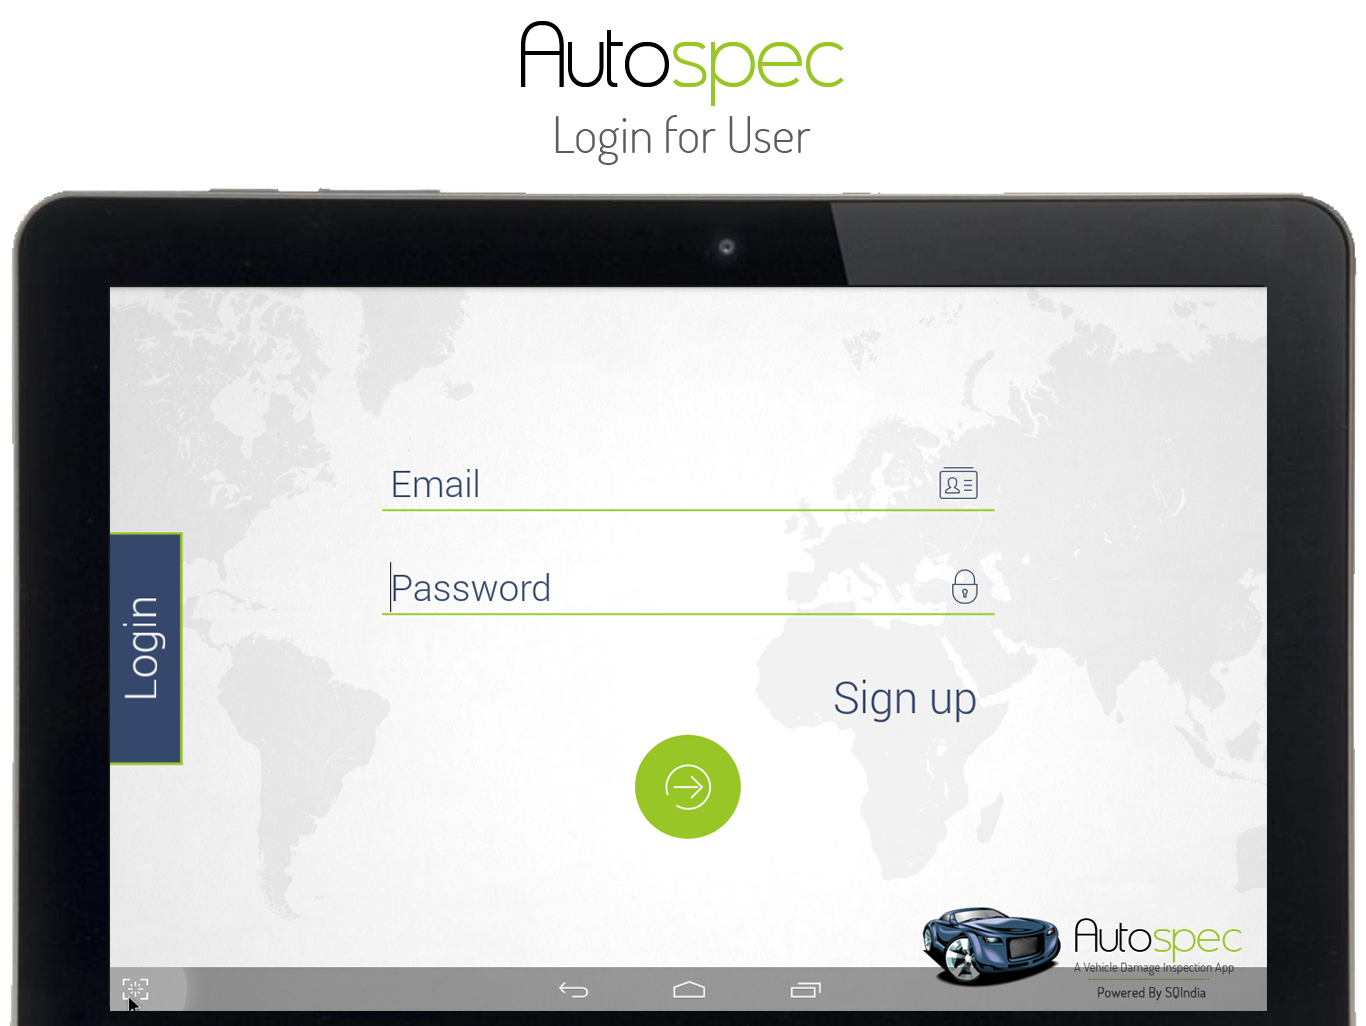 Autospec
Login for User
Email
Password
Login
Sign up
Autospec
A Vehicle Damage Inspection App
Powered By SQIndia